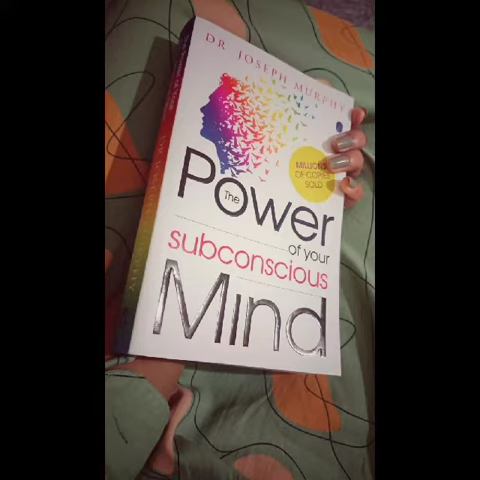 DR. JOSEPH MURPHY
MILLIONS
OF COPIES
SOLD
The Power
of your
subconscious
Mind